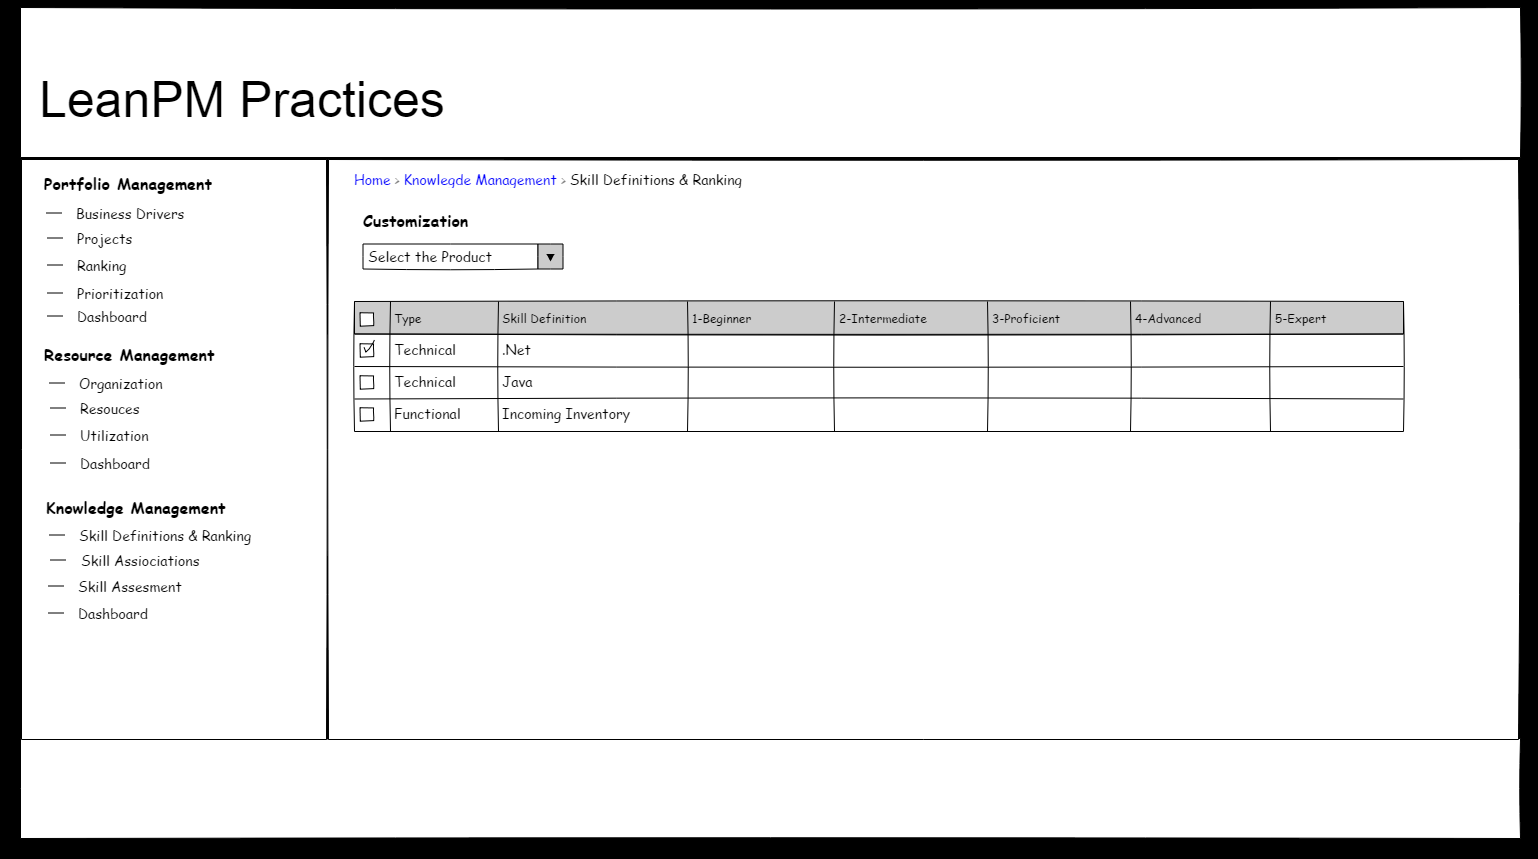 LeanPM Practices
Portfolio Management
Business Drivers
Projects
Ranking
Prioritization
Dashboard
Resource Management
Organization
Resouces
Utilization
Dashboard
Knowledge Management
Skill Definitions & Ranking
Skill Assiociations
Skill Assesment
Dashboard
Home > Knowlegde Management > Skill Definitions & Ranking
Customization
Select the Product
Type Skill Definition 1-Beginner 2-Intermediate 3-Proficient 4-Advanced 5-Expert
Technical .Net
Technical Java
Functional Incoming Inventory